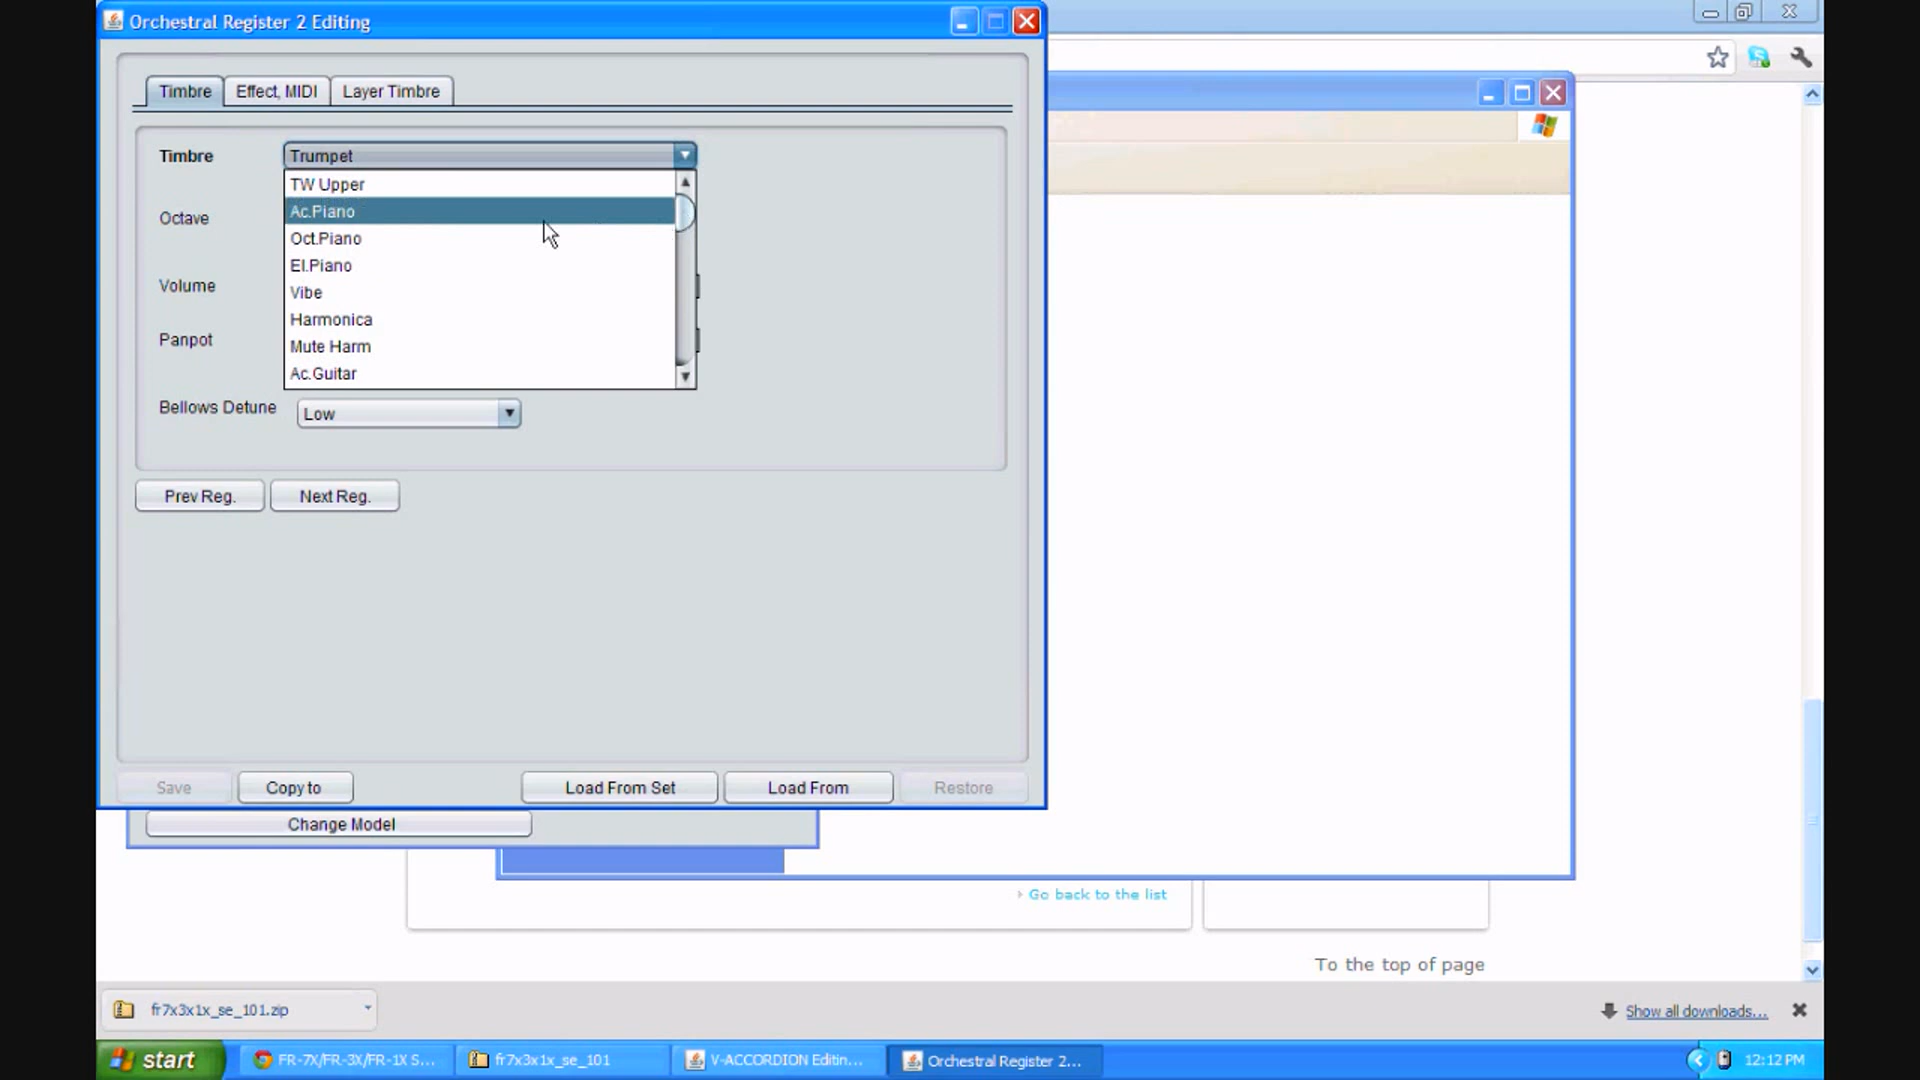 Orchestral Register 2 Editing
Timbre
Effect, MIDI
Layer Timbre
Timbre
Trumpet
TW Upper
Ac.Piano
Octave
Oct.Piano
El.Piano
Volume
Vibe
Harmonica
Panpot
Mute Harm
Ac.Guitar
Bellows Detune
Low
Prev Reg.
Next Reg.
Save
Copy to
Load From Set
Load From
Restore
Change Model
Go back to the list
To the top of page
fr7x3x1x_se_101.zip
Show all downloads...
start
FR-7X/FR-3X/FR-1X S...
fr7x3x1x_se_101
V-ACCORDION Editin...
Orchestral Register 2...
12:12 PM